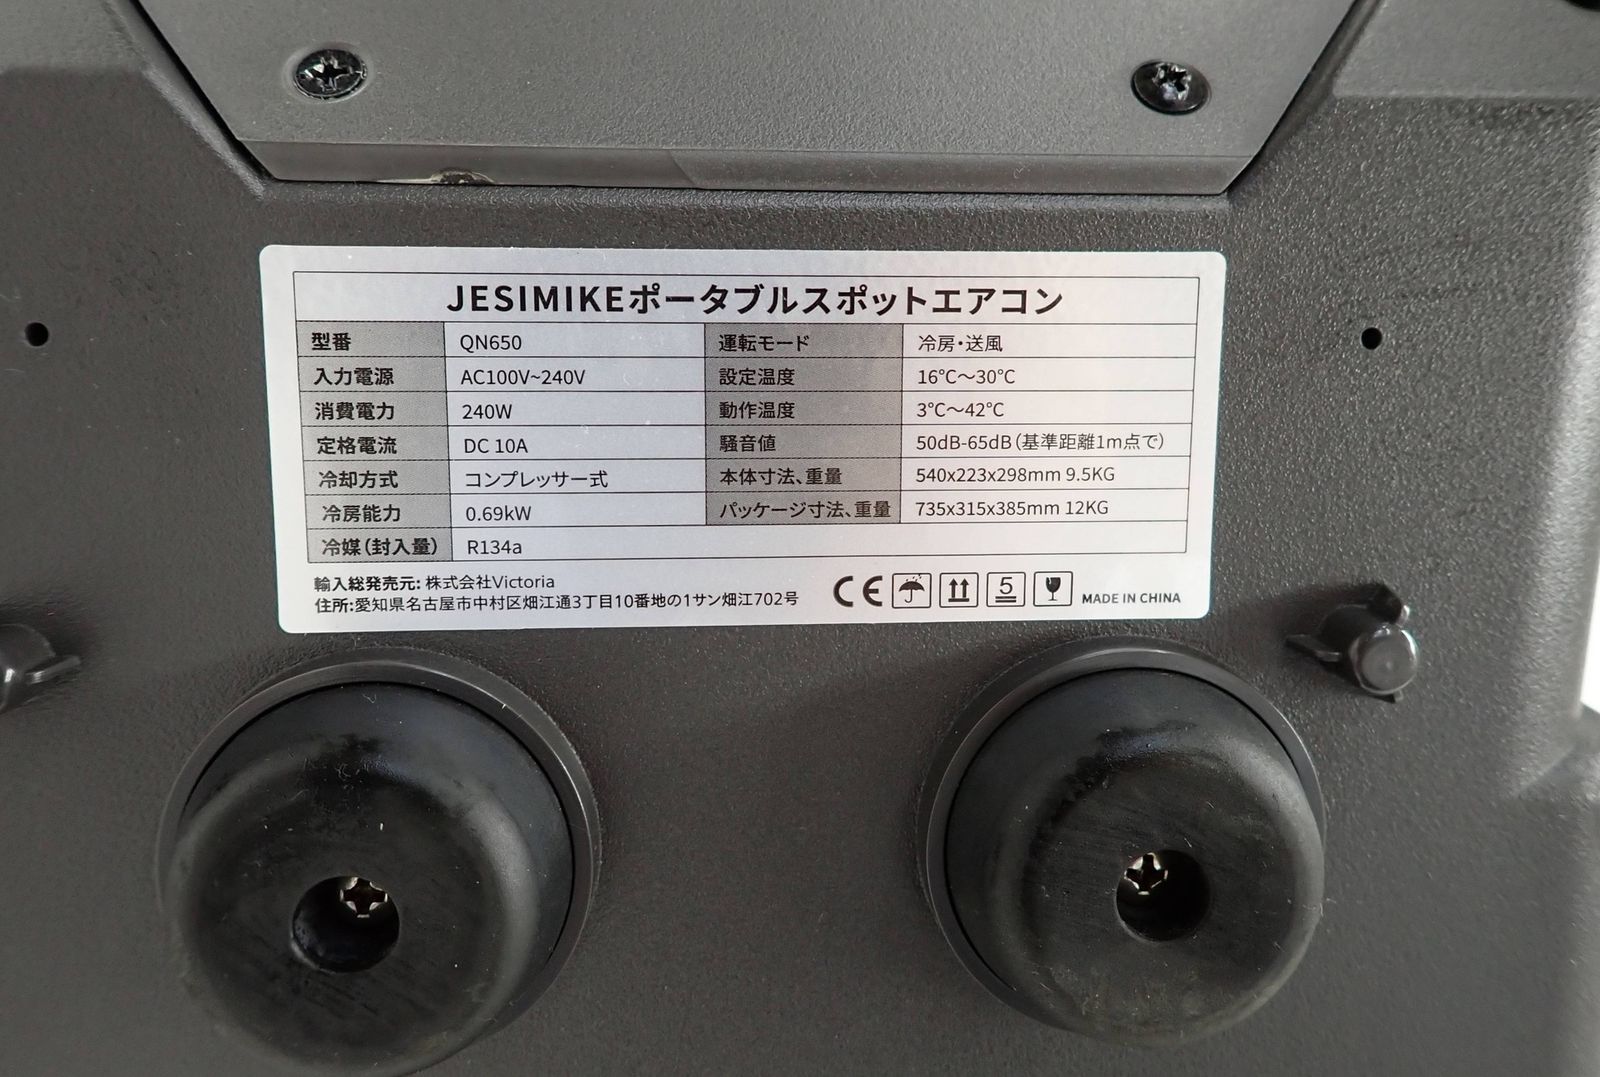 JESIMIKEポータブルスポットエアコン
型番 QN650 運転モード 冷房・送風
入力電源 AC100V~240V 設定温度 16℃～30℃
消費電力 240W 動作温度 3℃～42℃
定格電流 DC 10A 騒音値 50dB-65dB（基準距離1m点で）
冷却方式 コンプレッサー式 本体寸法、重量 540x223x298mm 9.5KG
冷房能力 0.69kW パッケージ寸法、重量 735x315x385mm 12KG
冷媒（封入量） R134a
輸入総発売元: 株式会社Victoria
住所:愛知県名古屋市中村区畑江通3丁目10番地の1サン畑江702号
CE 5 MADE IN CHINA